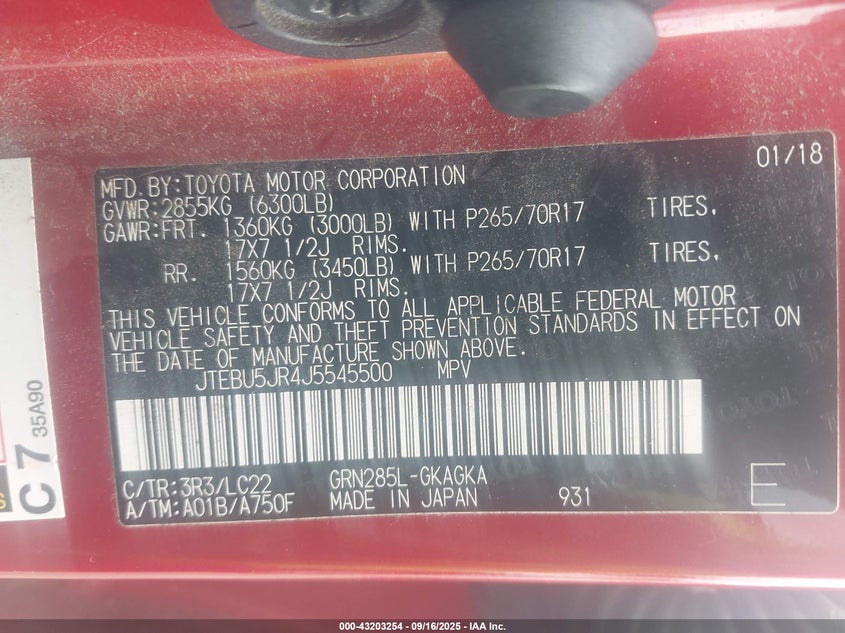 01/18
MFD.BY:TOYOTA MOTOR CORPORATION
GVWR:2855KG (6300LB)
GAWR:FRT. 1360KG (3000LB) WITH P265/70R17 TIRES.
17X7 1/2J RIMS.
RR. 1560KG (3450LB) WITH P265/70R17 TIRES.
17X7 1/2J RIMS.
THIS VEHICLE CONFORMS TO ALL APPLICABLE FEDERAL MOTOR
VEHICLE SAFETY AND THEFT PREVENTION STANDARDS IN EFFECT ON
THE DATE OF MANUFACTURE SHOWN ABOVE.
JTEBU5JR4J5545500 MPV
C/TR:3R3/LC22 GRN285L-GKAGKA
A/TM:A01B/A750F MADE IN JAPAN 931 E
C 7
35A90
000-43203254 - 09/16/2025 - IAA Inc.